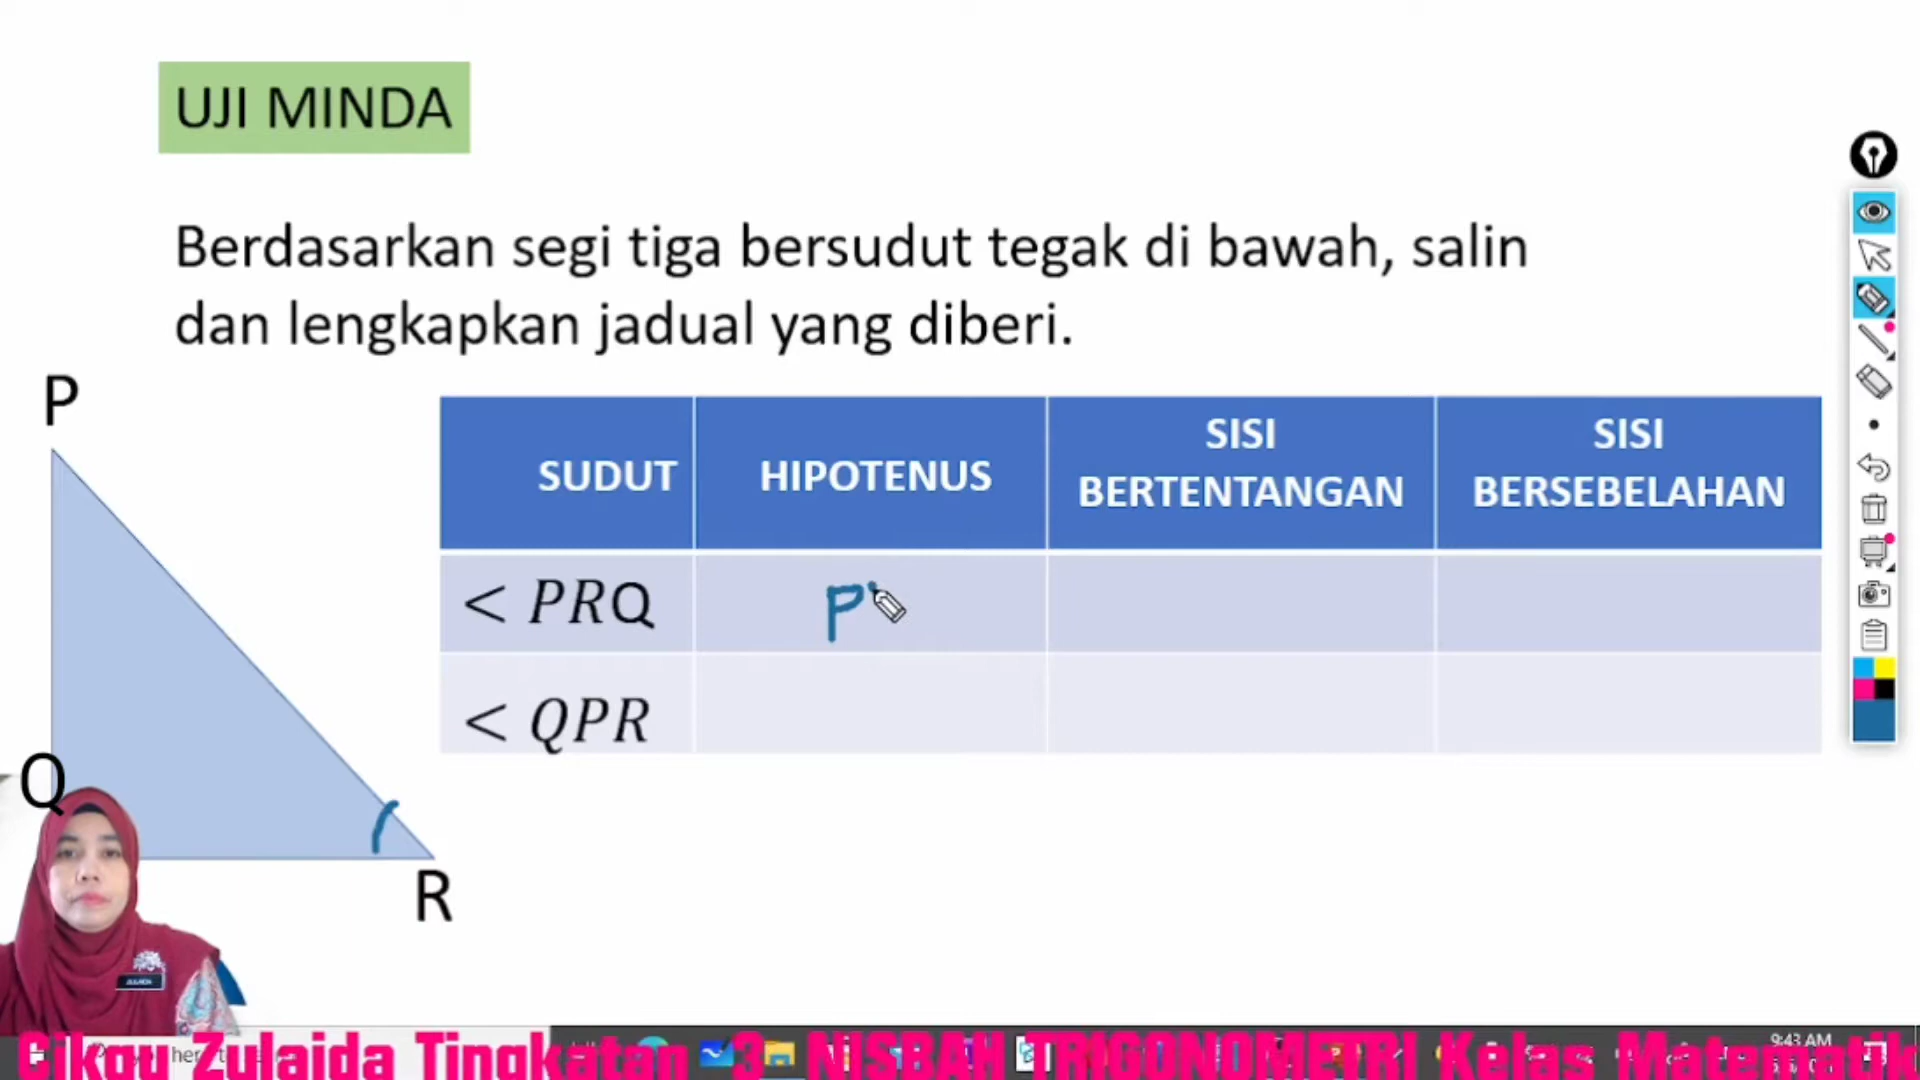 UJI MINDA
Berdasarkan segi tiga bersudut tegak di bawah, salin
dan lengkapkan jadual yang diberi.
P
SUDUT
HIPOTENUS
SISI
BERTENTANGAN
SISI
BERSEBELAHAN
< PRQ
P
< QPR
Q
R
ZULAIDA
Cikgu Zulaida Tingkatan 3 NISBAH TRIGONOMETRI Kelas Matematik
9:43 AM